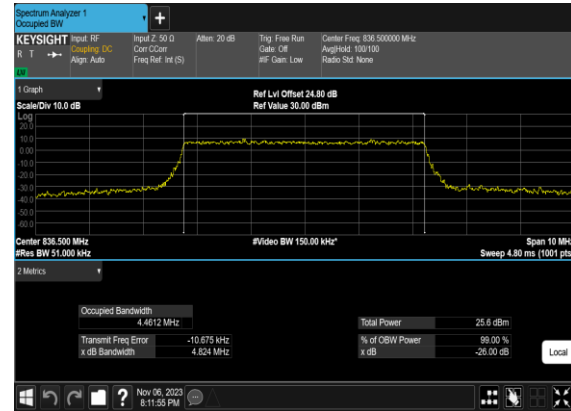 Spectrum Analyzer 1
Occupied BW
+
KEYSIGHT
R T
LV
Input: RF
Coupling: DC
Align: Auto
Input Z: 50 Ω
Corr CCorr
Freq Ref: Int (S)
Atten: 20 dB
Trig: Free Run
Gate: Off
#IF Gain: Low
Center Freq: 836.500000 MHz
Avg|Hold: 100/100
Radio Std: None
1 Graph
Scale/Div 10.0 dB
Ref Lvl Offset 24.80 dB
Ref Value 30.00 dBm
Log
20.0
10.0
0.00
-10.0
-20.0
-30.0
-40.0
-50.0
-60.0
Center 836.500 MHz
#Res BW 51.000 kHz
#Video BW 150.00 kHz*
Span 10 MHz
Sweep 4.80 ms (1001 pts
2 Metrics
Occupied Bandwidth
4.4612 MHz
Total Power 25.6 dBm
Transmit Freq Error -10.675 kHz
% of OBW Power 99.00 %
x dB Bandwidth 4.824 MHz
x dB -26.00 dB
Local
?
Nov 06, 2023
8:11:55 PM